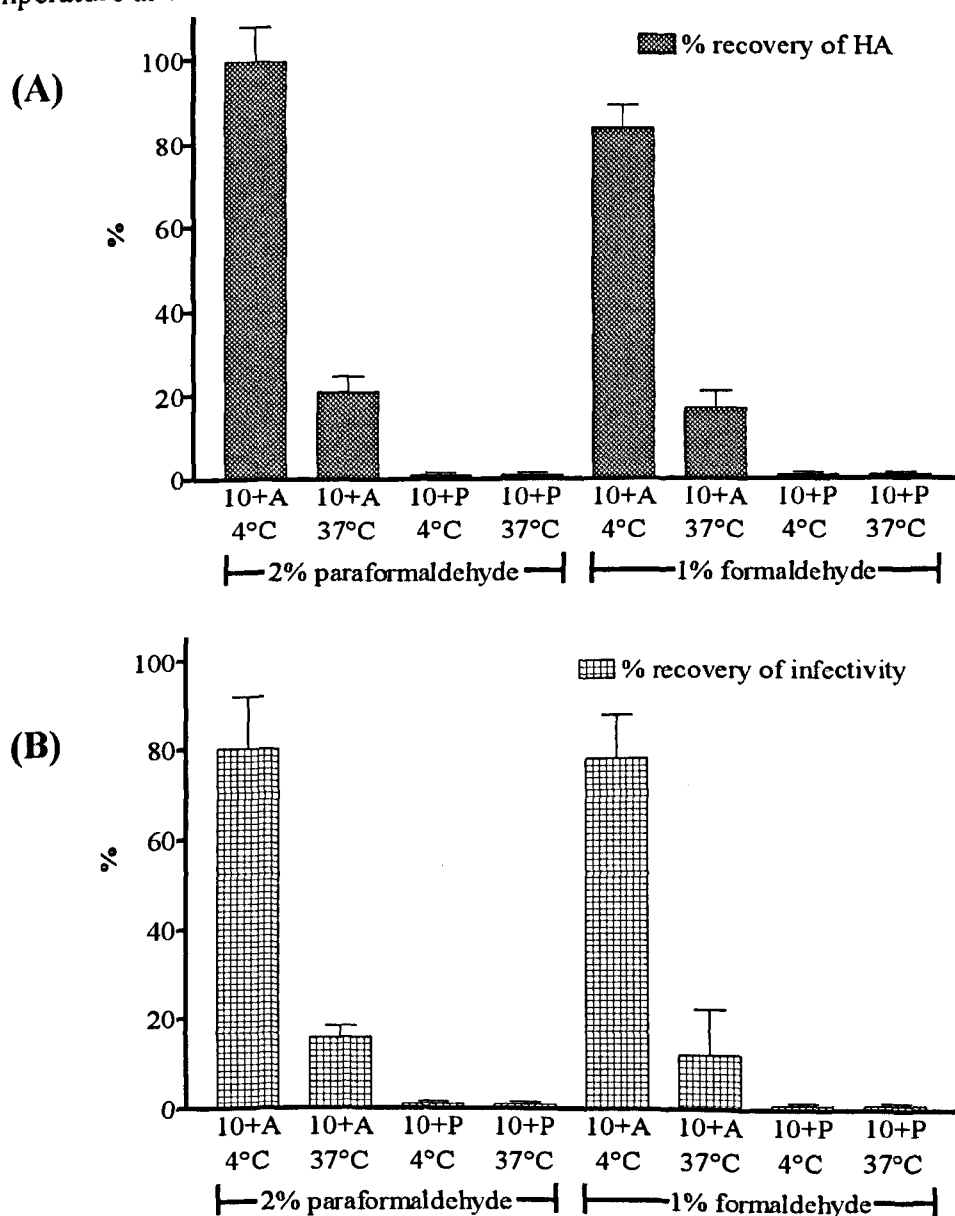 % recovery of HA
(A)
100
80
60
40
20
0
%
10+A 10+A 10+P 10+P 10+A 10+A 10+P 10+P
4°C 37°C 4°C 37°C 4°C 37°C 4°C 37°C
2% paraformaldehyde 1% formaldehyde
% recovery of infectivity
(B)
100
80
60
40
20
0
%
10+A 10+A 10+P 10+P 10+A 10+A 10+P 10+P
4°C 37°C 4°C 37°C 4°C 37°C 4°C 37°C
2% paraformaldehyde 1% formaldehyde